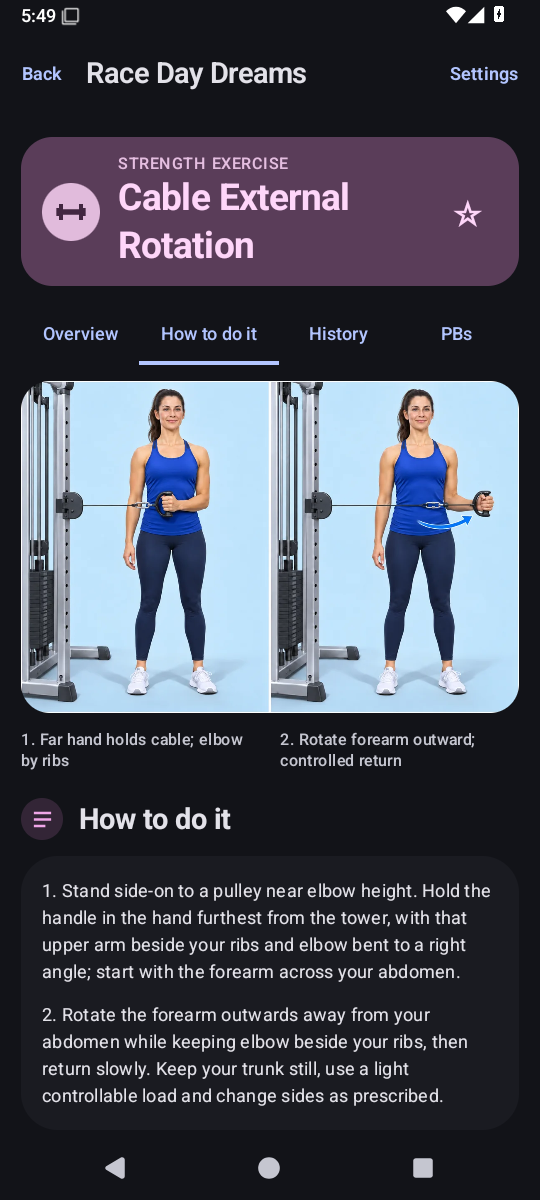 5:49
Back
Race Day Dreams
Settings
STRENGTH EXERCISE
Cable External
Rotation
Overview
How to do it
History
PBs
1. Far hand holds cable; elbow
by ribs
2. Rotate forearm outward;
controlled return
How to do it
1. Stand side-on to a pulley near elbow height. Hold the
handle in the hand furthest from the tower, with that
upper arm beside your ribs and elbow bent to a right
angle; start with the forearm across your abdomen.
2. Rotate the forearm outwards away from your
abdomen while keeping elbow beside your ribs, then
return slowly. Keep your trunk still, use a light
controllable load and change sides as prescribed.